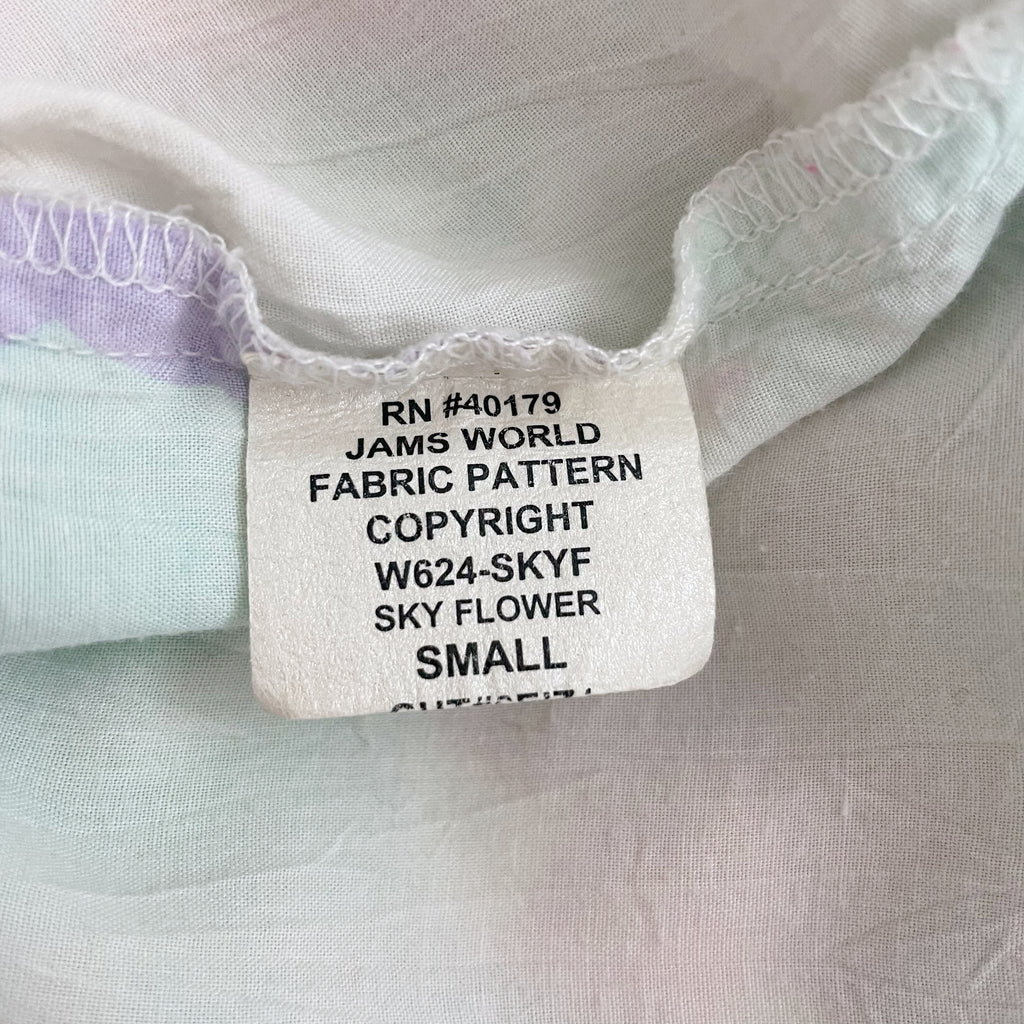 RN #40179
JAMS WORLD
FABRIC PATTERN
COPYRIGHT
W624-SKYF
SKY FLOWER
SMALL